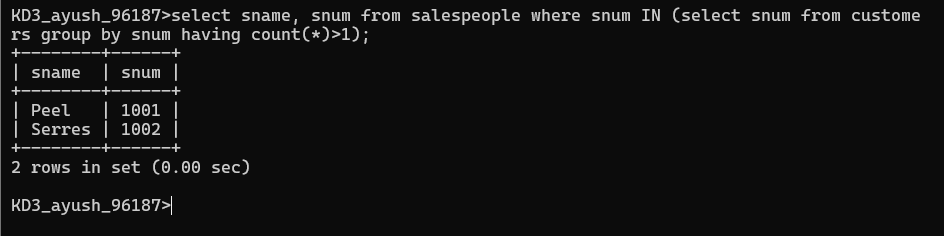 KD3_ayush_96187>select sname, snum from salespeople where snum IN (select snum from custome
rs group by snum having count(*)>1);
+--------+------+
| sname  | snum |
+--------+------+
| Peel   | 1001 |
| Serres | 1002 |
+--------+------+
2 rows in set (0.00 sec)

KD3_ayush_96187>